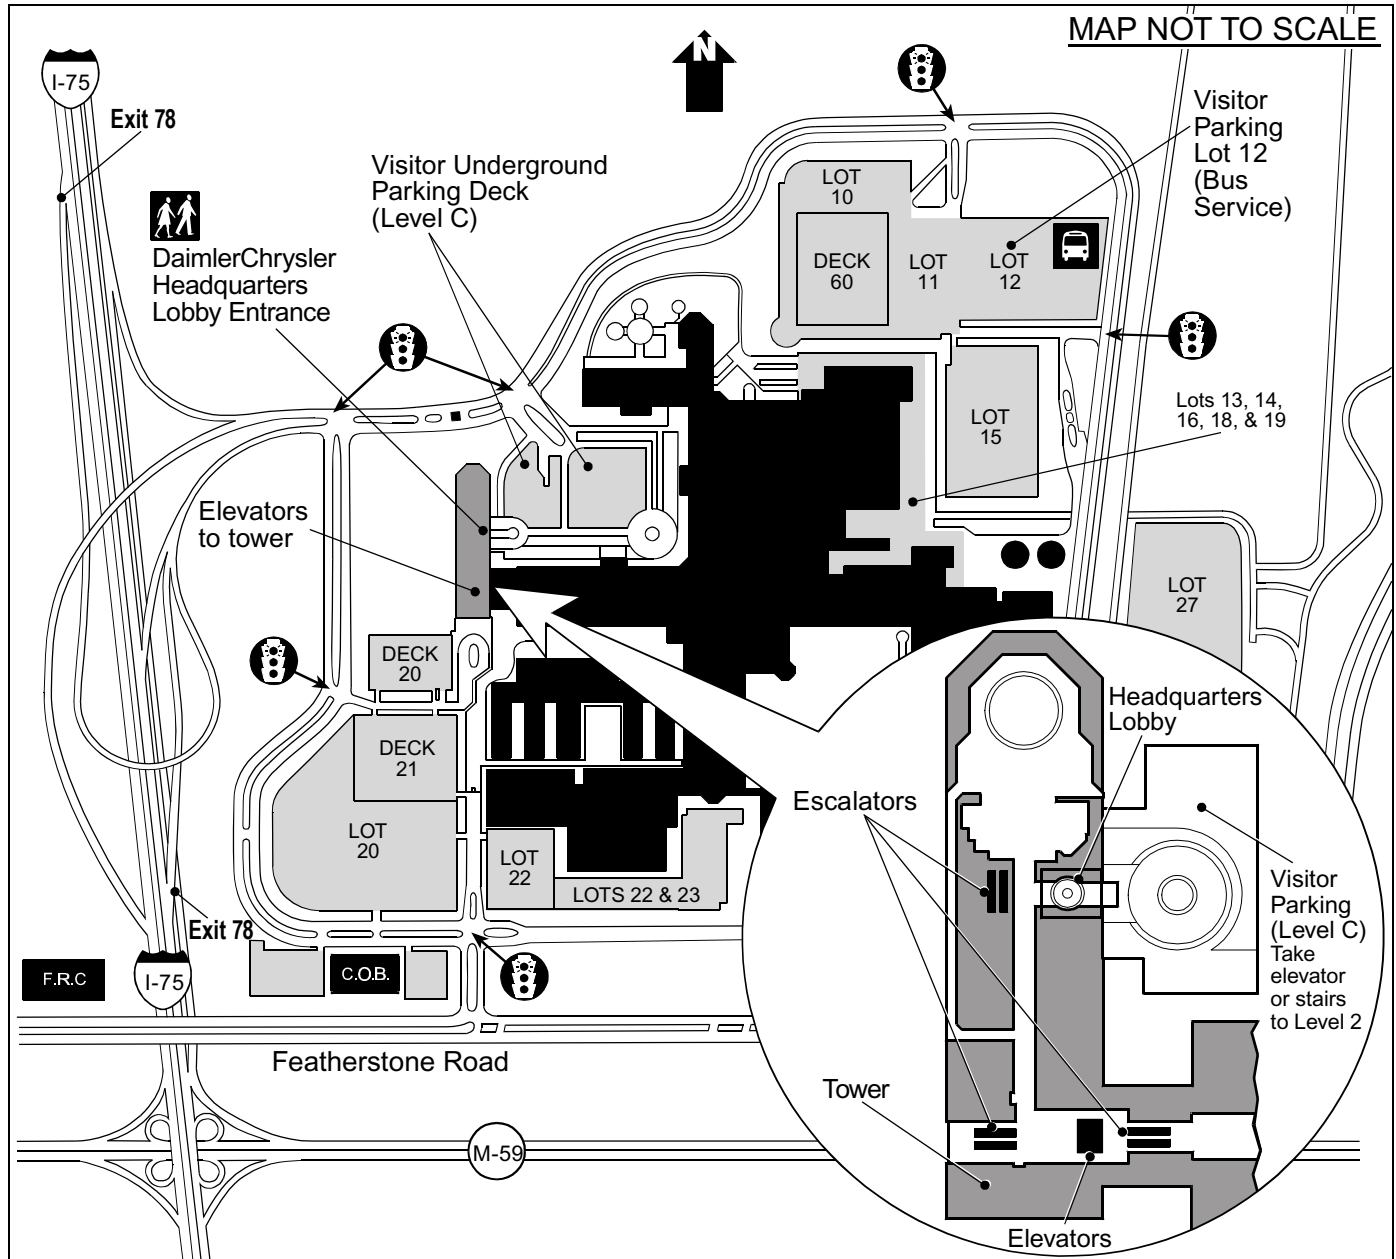 MAP NOT TO SCALE
N
I-75
Exit 78
Visitor
Parking
Lot 12
(Bus
Service)
Visitor Underground
Parking Deck
(Level C)
LOT
10
DaimlerChrysler
Headquarters
Lobby Entrance
DECK
60
LOT
11
LOT
12
Lots 13, 14,
16, 18, & 19
LOT
15
Elevators
to tower
LOT
27
DECK
20
Headquarters
Lobby
DECK
21
Escalators
LOT
20
LOT
22
LOTS 22 & 23
Visitor
Parking
(Level C)
Take
elevator
or stairs
to Level 2
Exit 78
F.R.C
I-75
C.O.B.
Featherstone Road
Tower
M-59
Elevators